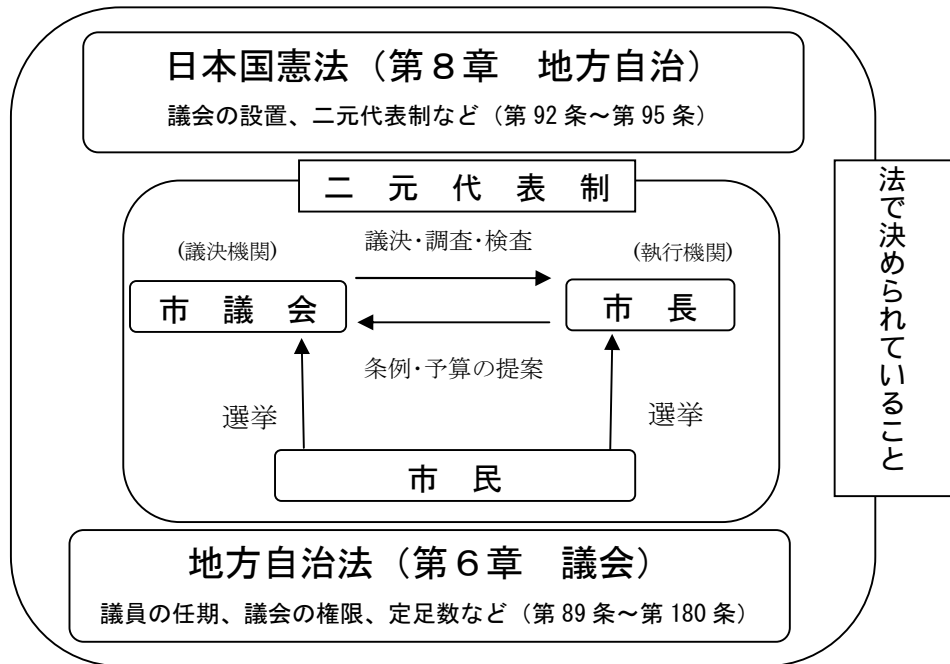 日本国憲法（第８章　地方自治）
議会の設置、二元代表制など（第 92 条～第 95 条）
二 元 代 表 制
(議決機関)
議決･調査･検査
(執行機関)
市 議 会
市 長
条例･予算の提案
選挙
選挙
市 民
地方自治法（第６章　議会）
議員の任期、議会の権限、定足数など（第 89 条～第 180 条）
法で決められていること